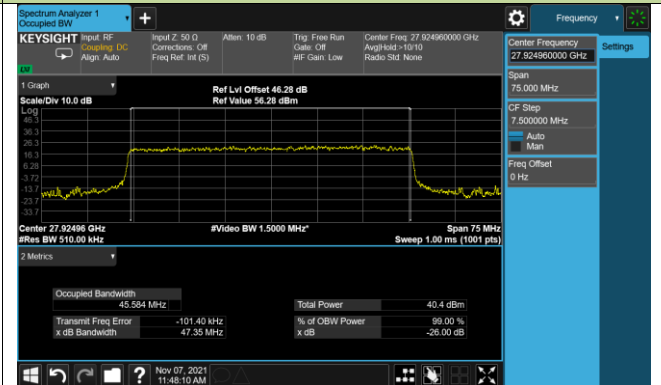 Spectrum Analyzer 1
Occupied BW
+
Frequency
KEYSIGHT
Input: RF
Coupling: DC
Align: Auto
Input Z: 50 Ω
Corrections: Off
Freq Ref: Int (S)
Atten: 10 dB
Trig: Free Run
Gate: Off
#IF Gain: Low
Center Freq: 27.924960000 GHz
Avg|Hold:>10/10
Radio Std: None
Center Frequency
27.924960000 GHz
Settings
Span
75.000 MHz
CF Step
7.500000 MHz
Auto
Man
Freq Offset
0 Hz
1 Graph
Scale/Div 10.0 dB
Ref Lvl Offset 46.28 dB
Ref Value 56.28 dBm
Log
46.3
36.3
26.3
16.3
6.28
-3.72
-13.7
-23.7
-33.7
Center 27.92496 GHz
#Res BW 510.00 kHz
#Video BW 1.5000 MHz*
Span 75 MHz
Sweep 1.00 ms (1001 pts)
2 Metrics
Occupied Bandwidth
45.584 MHz
Total Power 40.4 dBm
Transmit Freq Error -101.40 kHz
% of OBW Power 99.00 %
x dB Bandwidth 47.35 MHz
x dB -26.00 dB
?
Nov 07, 2021
11:48:10 AM